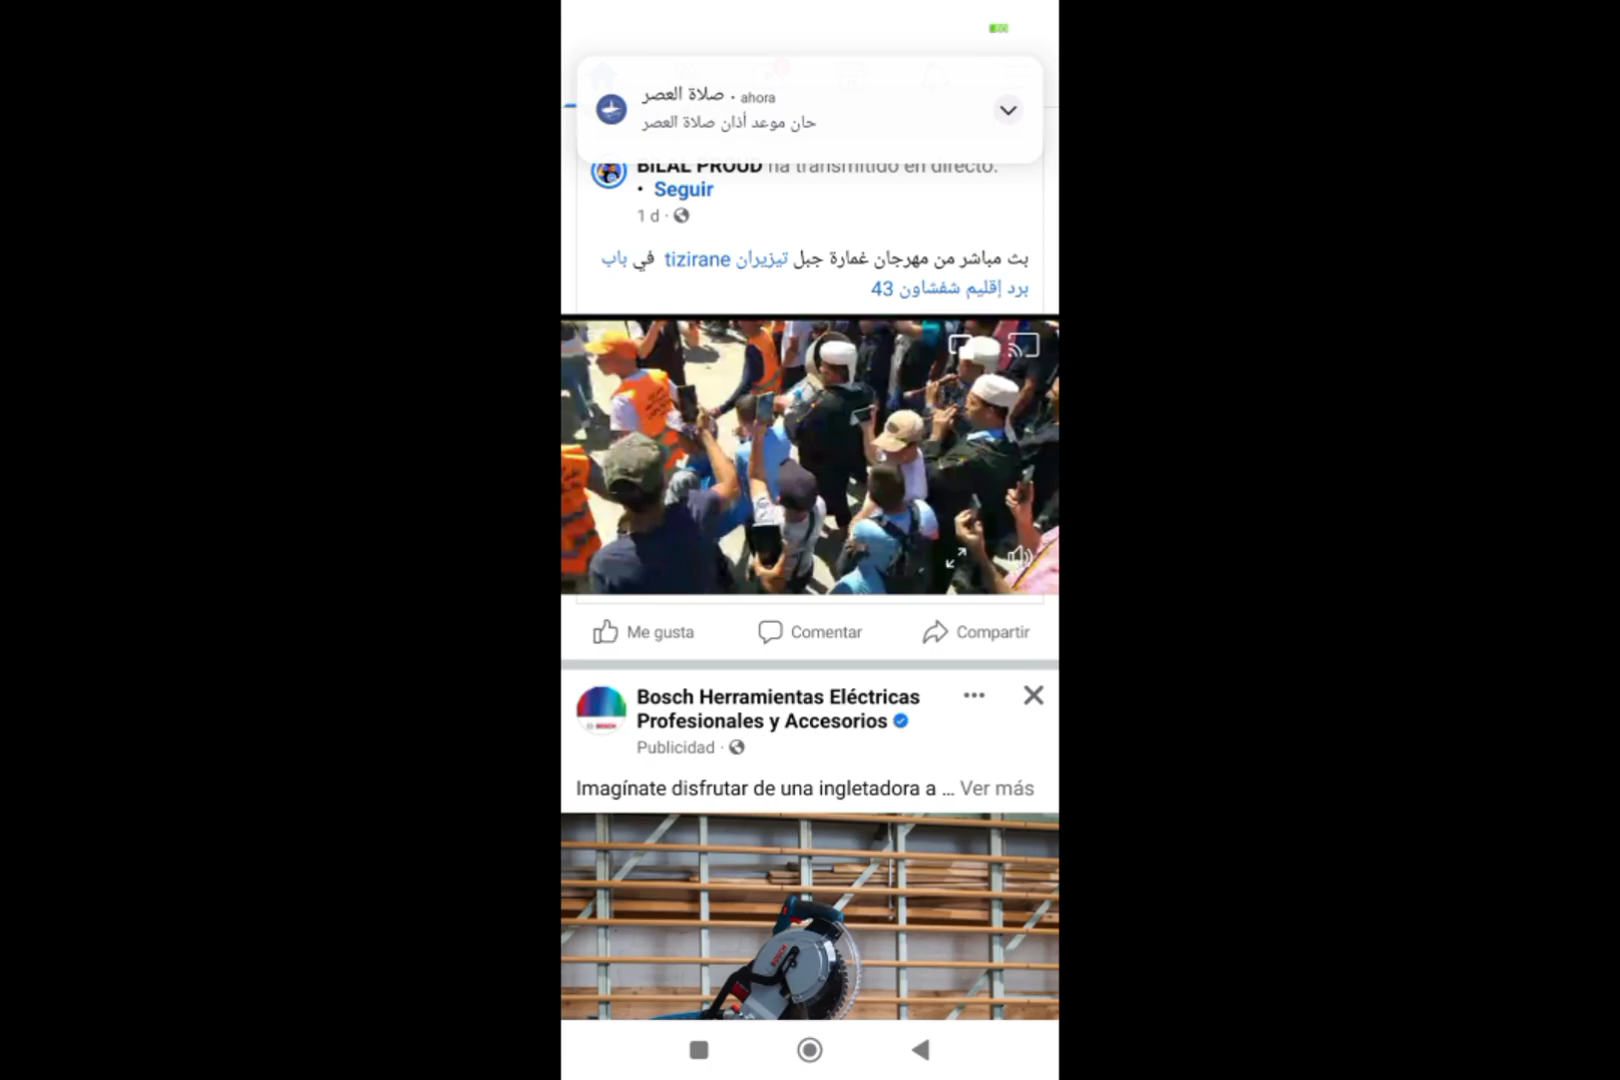 صلاة العصر · ahora
حان موعد أذان صلاة العصر
BILAL PROUD ha transmitido en directo.
· Seguir
1 d ·
بث مباشر من مهرجان غمارة جبل تيزيران tizirane في باب
برد إقليم شفشاون 43
Me gusta
Comentar
Compartir
Bosch Herramientas Eléctricas
Profesionales y Accesorios
Publicidad ·
Imagínate disfrutar de una ingletadora a ... Ver más
BOSCH
BOSCH